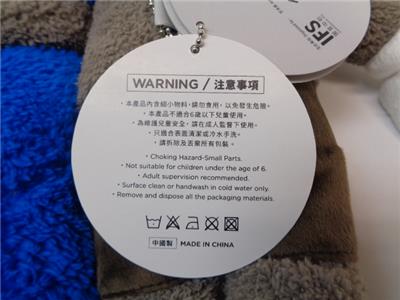 IFS
WARNING / 注意事項
· 本產品內含細小物料,請勿食用,以免發生危險。
· 本產品不適合6歲以下兒童使用。
· 為維護兒童安全,請在成人監督下使用。
· 只適合表面清潔或冷水手洗。
· 請拆除及丟棄所有包裝。
· Choking Hazard-Small Parts.
· Not suitable for children under the age of 6.
· Adult supervision recommended.
· Surface clean or handwash in cold water only.
· Remove and dispose all the packaging materials.
中國製 MADE IN CHINA